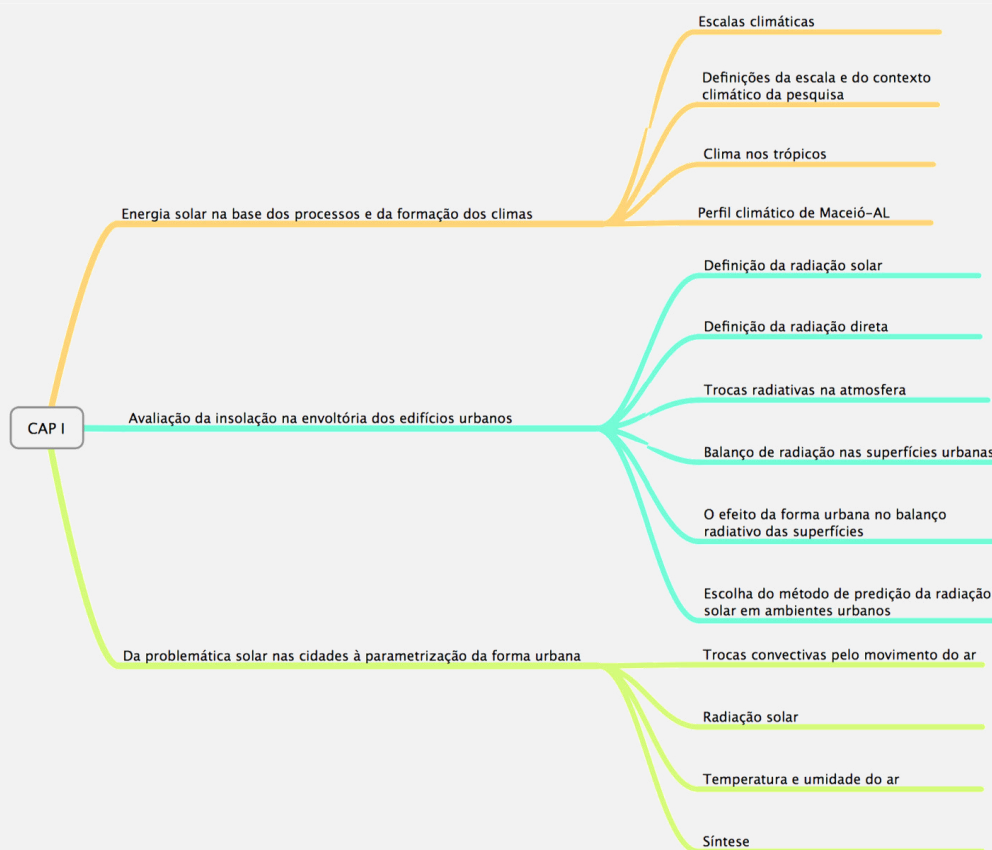 CAP I
Energia solar na base dos processos e da formação dos climas
Escalas climáticas
Definições da escala e do contexto
climático da pesquisa
Clima nos trópicos
Perfil climático de Maceió-AL
Avaliação da insolação na envoltória dos edifícios urbanos
Definição da radiação solar
Definição da radiação direta
Trocas radiativas na atmosfera
Balanço de radiação nas superfícies urbanas
O efeito da forma urbana no balanço
radiativo das superfícies
Escolha do método de predição da radiação
solar em ambientes urbanos
Da problemática solar nas cidades à parametrização da forma urbana
Trocas convectivas pelo movimento do ar
Radiação solar
Temperatura e umidade do ar
Síntese